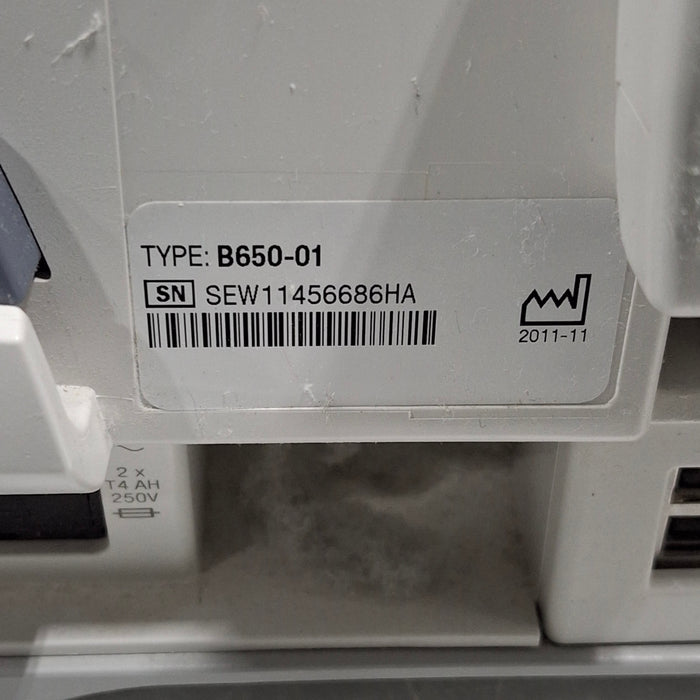 TYPE: B650-01
SN SEW11456686HA
2011-11
2 x
T4 AH
250V